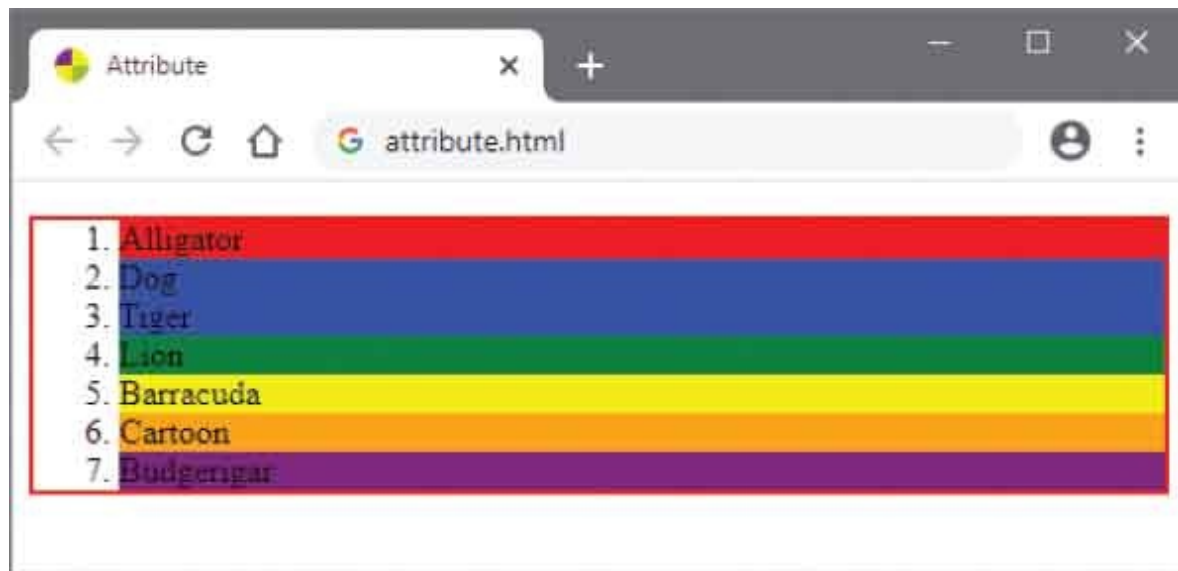 Attribute
attribute.html
1. Alligator
2. Dog
3. Tiger
4. Lion
5. Barracuda
6. Cartoon
7. Budgerigar